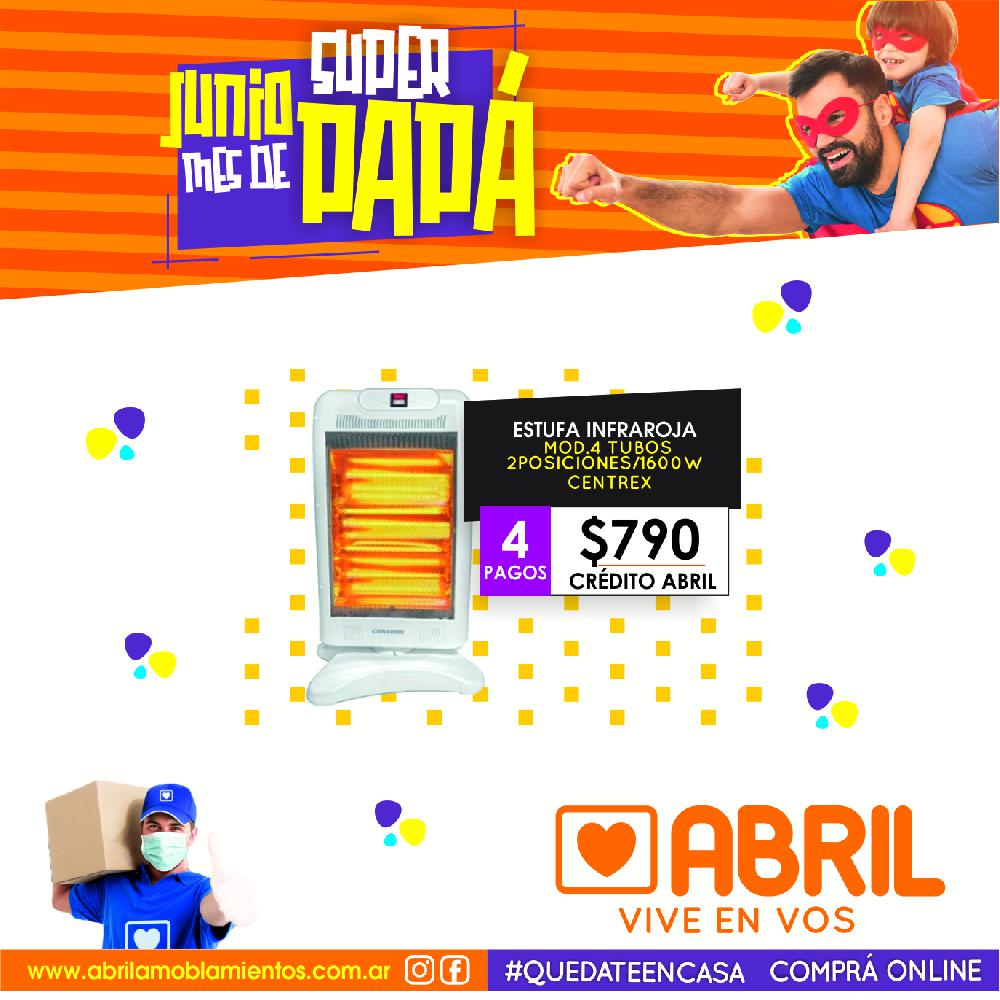 JUNIO
MES DE
SUPER
PAPÁ
ESTUFA INFRAROJA
MOD.4 TUBOS
2POSICIONES/1600W
CENTREX
4
PAGOS
$790
CRÉDITO ABRIL
CENTREX
ABRIL
VIVE EN VOS
www.abrilamoblamientos.com.ar
#QUEDATEENCASA COMPRÁ ONLINE